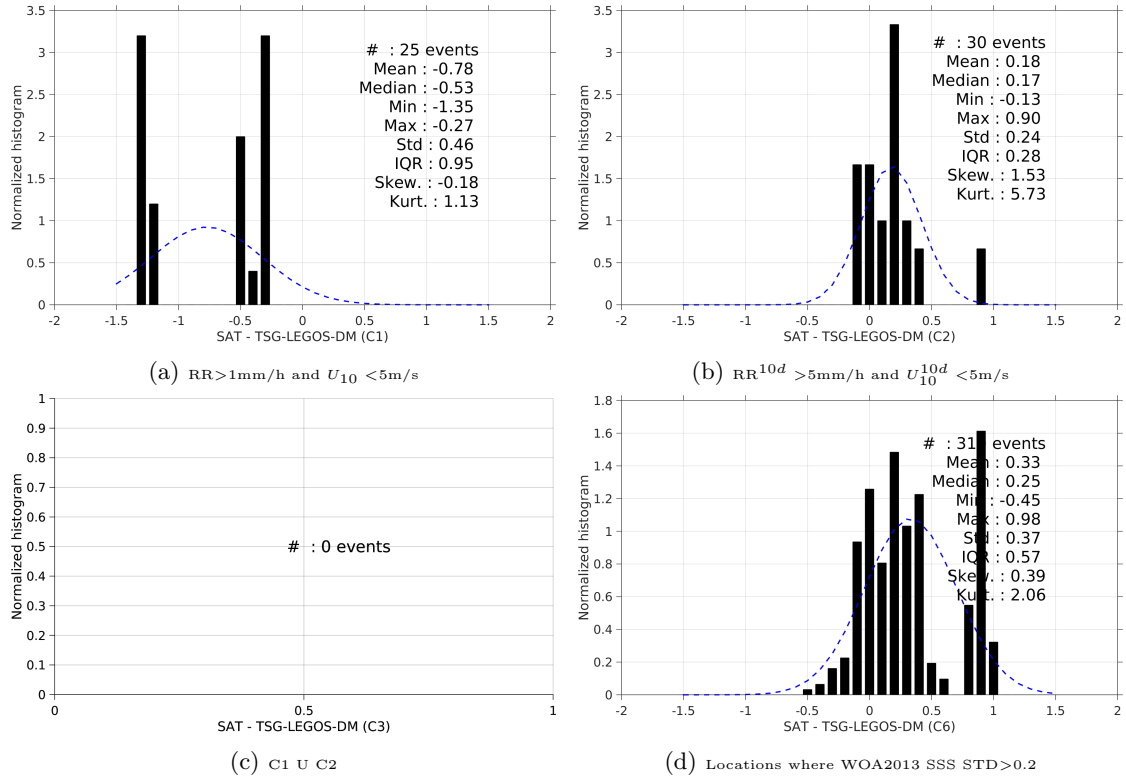 3.5
3
2.5
2
1.5
1
0.5
0
-2
-1.5
-1
-0.5
0
0.5
1
1.5
2
Normalized histogram
SAT - TSG-LEGOS-DM (C1)
# : 25 events
Mean : -0.78
Median : -0.53
Min : -1.35
Max : -0.27
Std : 0.46
IQR : 0.95
Skew. : -0.18
Kurt. : 1.13
(a) RR>1mm/h and U10 <5m/s
3.5
3
2.5
2
1.5
1
0.5
0
-2
-1.5
-1
-0.5
0
0.5
1
1.5
2
Normalized histogram
SAT - TSG-LEGOS-DM (C2)
# : 30 events
Mean : 0.18
Median : 0.17
Min : -0.13
Max : 0.90
Std : 0.24
IQR : 0.28
Skew. : 1.53
Kurt. : 5.73
(b) RR10d >5mm/h and U10d10 <5m/s
1
0.9
0.8
0.7
0.6
0.5
0.4
0.3
0.2
0.1
0
0
0.5
1
Normalized histogram
SAT - TSG-LEGOS-DM (C3)
# : 0 events
(c) C1 U C2
1.8
1.6
1.4
1.2
1
0.8
0.6
0.4
0.2
0
-2
-1.5
-1
-0.5
0
0.5
1
1.5
2
Normalized histogram
SAT - TSG-LEGOS-DM (C6)
# : events
Mean : 0.33
Median : 0.25
Min : -0.45
Max : 0.98
Std : 0.37
IQR : 0.57
Skew. : 0.39
Kurt. : 2.06
(d) Locations where WOA2013 SSS STD>0.2